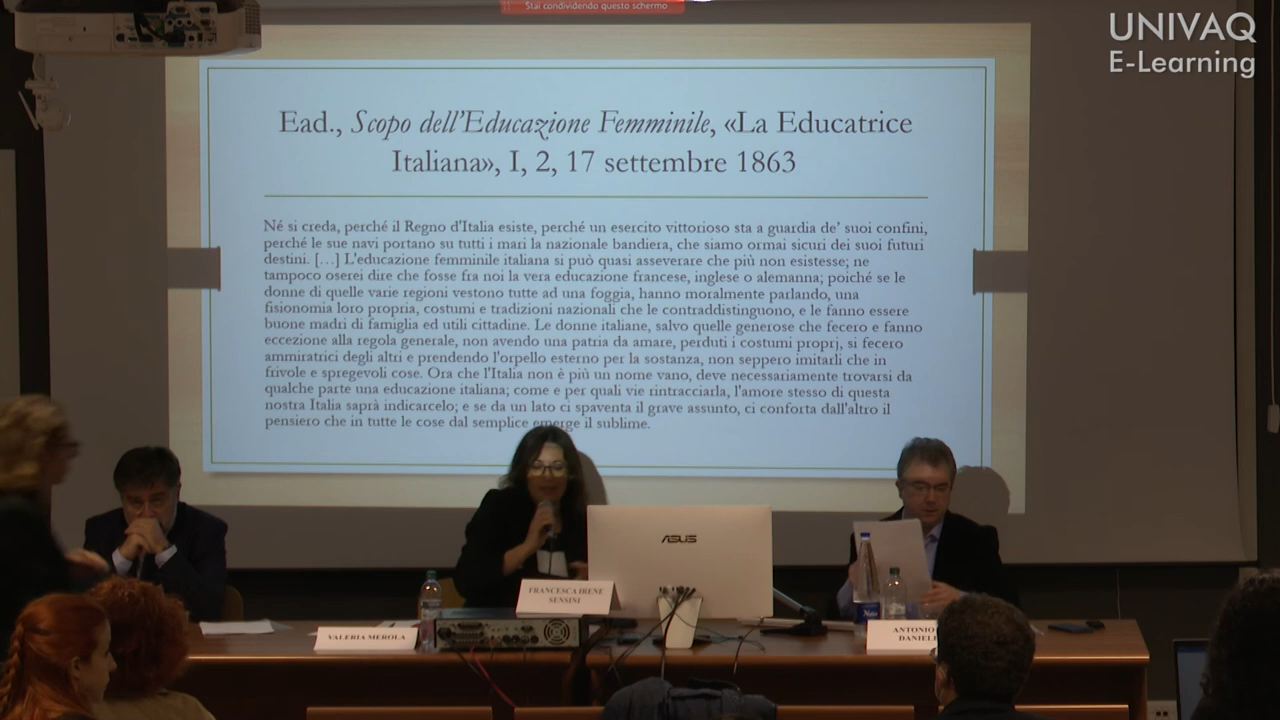 Stai condividendo questo schermo
UNIVAQ
E-Learning
Ead., Scopo dell'Educazione Femminile, «La Educatrice
Italiana», I, 2, 17 settembre 1863
Né si creda, perché il Regno d'Italia esiste, perché un esercito vittorioso sta a guardia de' suoi confini,
perché le sue navi portano su tutti i mari la nazionale bandiera, che siamo ormai sicuri dei suoi futuri
destini. […] L'educazione femminile italiana si può quasi asseverare che più non esistesse; ne
tampoco oserei dire che fosse fra noi la vera educazione francese, inglese o alemanna; poiché se le
donne di quelle varie regioni vestono tutte ad una foggia, hanno moralmente parlando, una
fisionomia loro propria, costumi e tradizioni nazionali che le contraddistinguono, e le fanno essere
buone madri di famiglia ed utili cittadine. Le donne italiane, salvo quelle generose che fecero e fanno
eccezione alla regola generale, non avendo una patria da amare, perduti i costumi proprj, si fecero
ammiratrici degli altri e prendendo l'orpello esterno per la sostanza, non seppero imitarli che in
frivole e spregevoli cose. Ora che l'Italia non è più un nome vano, deve necessariamente trovarsi da
qualche parte una educazione italiana; come e per quali vie rintracciarla, l'amore stesso di questa
nostra Italia saprà indicarcelo; e se da un lato ci spaventa il grave assunto, ci conforta dall'altro il
pensiero che in tutte le cose dal semplice emerge il sublime.
ASUS
FRANCESCA IRENE
SENSINI
VALERIA MEROLA
ANTONIO
DANIEL